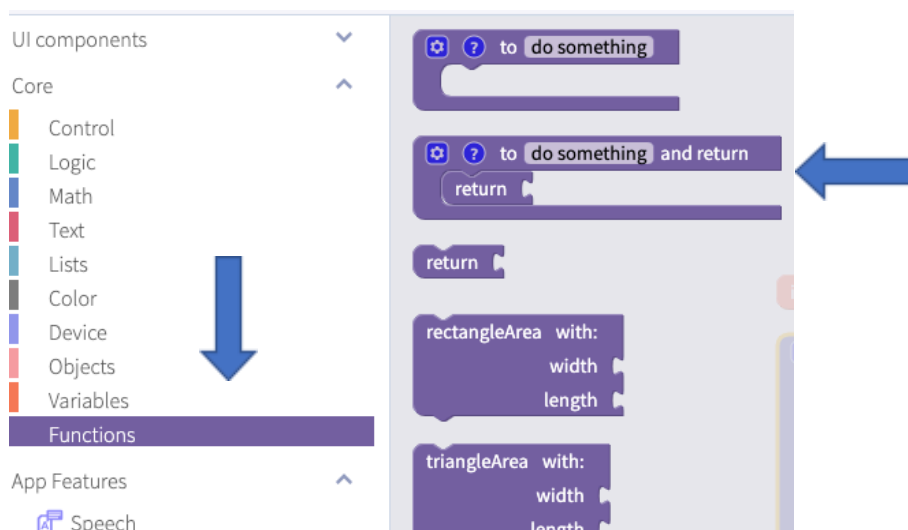 UI components
Core
Control
Logic
Math
Text
Lists
Color
Device
Objects
Variables
Functions
App Features
Speech
? to do something
? to do something and return
return
return
rectangleArea with:
width
length
triangleArea with:
width
length